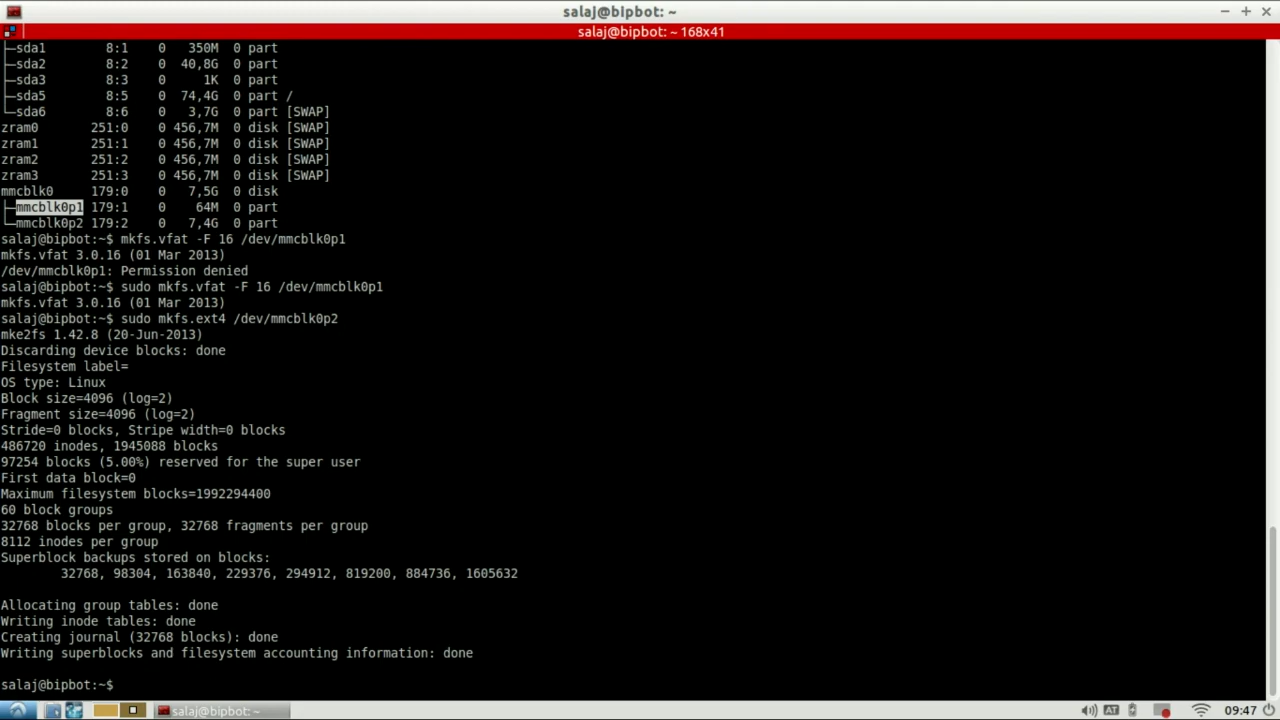 salaj@bipbot: ~
salaj@bipbot: ~ 168x41
├─sda1        8:1    0   350M  0 part
├─sda2        8:2    0  40,8G  0 part
├─sda3        8:3    0     1K  0 part
├─sda5        8:5    0  74,4G  0 part /
└─sda6        8:6    0   3,7G  0 part [SWAP]
zram0       251:0    0 456,7M  0 disk [SWAP]
zram1       251:1    0 456,7M  0 disk [SWAP]
zram2       251:2    0 456,7M  0 disk [SWAP]
zram3       251:3    0 456,7M  0 disk [SWAP]
mmcblk0     179:0    0   7,5G  0 disk
├─mmcblk0p1 179:1    0    64M  0 part
└─mmcblk0p2 179:2    0   7,4G  0 part
salaj@bipbot:~$ mkfs.vfat -F 16 /dev/mmcblk0p1
mkfs.vfat 3.0.16 (01 Mar 2013)
/dev/mmcblk0p1: Permission denied
salaj@bipbot:~$ sudo mkfs.vfat -F 16 /dev/mmcblk0p1
mkfs.vfat 3.0.16 (01 Mar 2013)
salaj@bipbot:~$ sudo mkfs.ext4 /dev/mmcblk0p2
mke2fs 1.42.8 (20-Jun-2013)
Discarding device blocks: done
Filesystem label=
OS type: Linux
Block size=4096 (log=2)
Fragment size=4096 (log=2)
Stride=0 blocks, Stripe width=0 blocks
486720 inodes, 1945088 blocks
97254 blocks (5.00%) reserved for the super user
First data block=0
Maximum filesystem blocks=1992294400
60 block groups
32768 blocks per group, 32768 fragments per group
8112 inodes per group
Superblock backups stored on blocks:
        32768, 98304, 163840, 229376, 294912, 819200, 884736, 1605632
Allocating group tables: done
Writing inode tables: done
Creating journal (32768 blocks): done
Writing superblocks and filesystem accounting information: done
salaj@bipbot:~$
salaj@bipbot: ~
AT
09:47